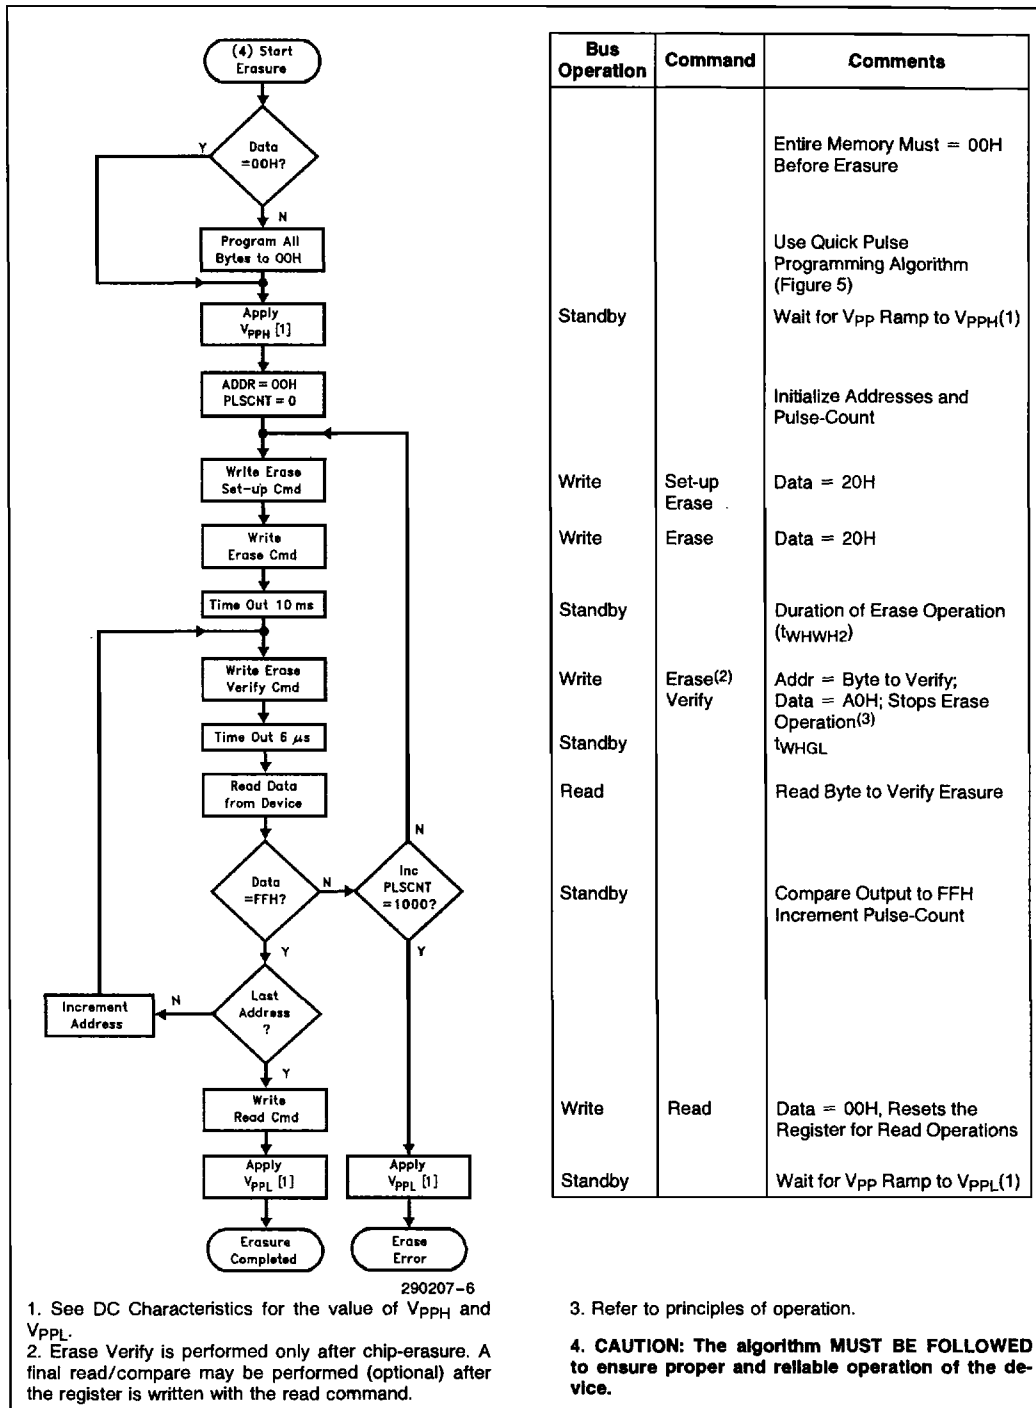 (4) Start
Erasure
Data
=00H?
Y
N
Program All
Bytes to 00H
Apply
VPPH [1]
ADDR = 00H
PLSCNT = 0
Write Erase
Set-up Cmd
Write
Erase Cmd
Time Out 10 ms
Write Erase
Verify Cmd
Time Out 6 µs
Read Data
from Device
Data
=FFH?
N
Y
Inc
PLSCNT
=1000?
N
Y
Last
Address
?
N
Y
Increment
Address
Write
Read Cmd
Apply
VPPL [1]
Apply
VPPL [1]
Erasure
Completed
Erase
Error
290207-6
Bus
Operation
Command
Comments
Entire Memory Must = 00H
Before Erasure
Use Quick Pulse
Programming Algorithm
(Figure 5)
Standby
Wait for VPP Ramp to VPPH(1)
Initialize Addresses and
Pulse-Count
Write
Set-up
Erase
Data = 20H
Write
Erase
Data = 20H
Standby
Duration of Erase Operation
(tWHWH2)
Write
Erase(2)
Verify
Addr = Byte to Verify;
Data = A0H; Stops Erase
Operation(3)
Standby
tWHGL
Read
Read Byte to Verify Erasure
Standby
Compare Output to FFH
Increment Pulse-Count
Write
Read
Data = 00H, Resets the
Register for Read Operations
Standby
Wait for VPP Ramp to VPPL(1)
1. See DC Characteristics for the value of VPPH and
VPPL.
2. Erase Verify is performed only after chip-erasure. A
final read/compare may be performed (optional) after
the register is written with the read command.
3. Refer to principles of operation.
4. CAUTION: The algorithm MUST BE FOLLOWED
to ensure proper and reliable operation of the de-
vice.